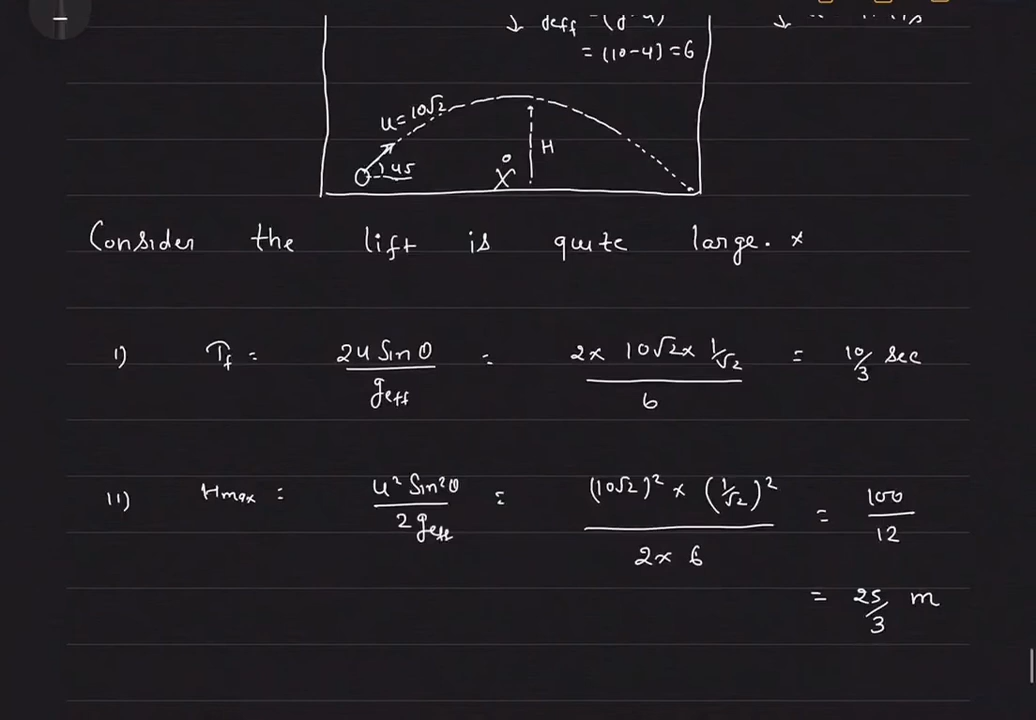 = (10-4) = 6
u = 10√2
H
45
Consider the lift is quite large. *
1) Tf = 2u Sin θ / geff = 2 × 10√2 × 1/√2 / 6 = 10/3 sec
11) Hmax = u² Sin²θ / 2 geff = (10√2)² × (1/√2)² / 2 × 6 = 100 / 12
= 25/3 m